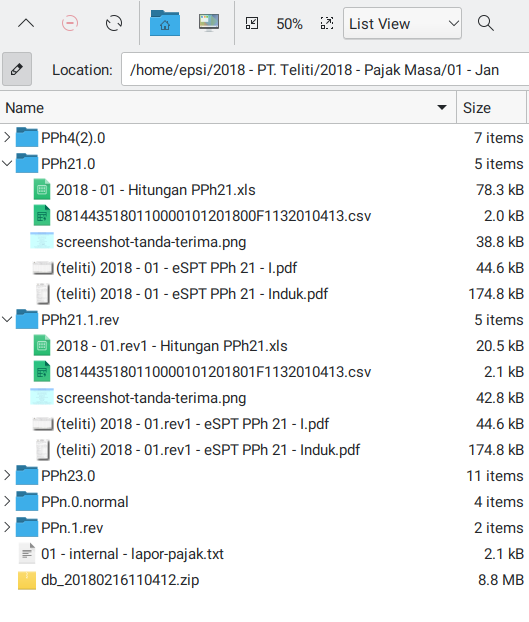 50%
List View
Location: /home/epsi/2018 - PT. Teliti/2018 - Pajak Masa/01 - Jan
Name Size
PPh4(2).0 7 items
PPh21.0 5 items
2018 - 01 - Hitungan PPh21.xls 78.3 kB
0814435180110000101201800F1132010413.csv 2.0 kB
screenshot-tanda-terima.png 38.8 kB
(teliti) 2018 - 01 - eSPT PPh 21 - I.pdf 44.6 kB
(teliti) 2018 - 01 - eSPT PPh 21 - Induk.pdf 174.8 kB
PPh21.1.rev 5 items
2018 - 01.rev1 - Hitungan PPh21.xls 20.5 kB
0814435180110000101201801F1132010413.csv 2.1 kB
screenshot-tanda-terima.png 42.8 kB
(teliti) 2018 - 01.rev1 - eSPT PPh 21 - I.pdf 44.6 kB
(teliti) 2018 - 01.rev1 - eSPT PPh 21 - Induk.pdf 174.8 kB
PPh23.0 11 items
PPn.0.normal 4 items
PPn.1.rev 2 items
01 - internal - lapor-pajak.txt 2.1 kB
db_20180216110412.zip 8.8 MB